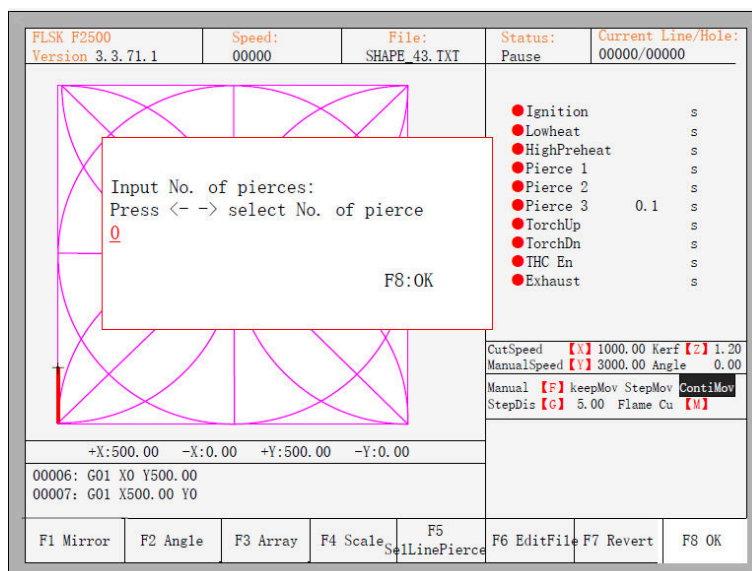 FLSK F2500
Version 3.3.71.1
Speed:
00000
File:
SHAPE_43.TXT
Status:
Pause
Current Line/Hole:
00000/000
Input No. of pierces:
Press <- -> select No. of pierce
0
F8:OK
Ignition s
Lowheat s
HighPreheat s
Pierce 1 s
Pierce 2 s
Pierce 3 0.1 s
TorchUp s
TorchDn s
THC En s
Exhaust s
CutSpeed 【X】 1000.00 Kerf【Z】 1.20
ManualSpeed【Y】 3000.00 Angle 0.00
Manual 【F】 keepMov StepMov ContiMov
StepDis【G】 5.00 Flame Cu 【M】
+X:500.00 -X:0.00 +Y:500.00 -Y:0.00
00006: G01 X0 Y500.00
00007: G01 X500.00 Y0
F1 Mirror
F2 Angle
F3 Array
F4 Scale
F5
SelLinePierce
F6 EditFile
F7 Revert
F8 OK